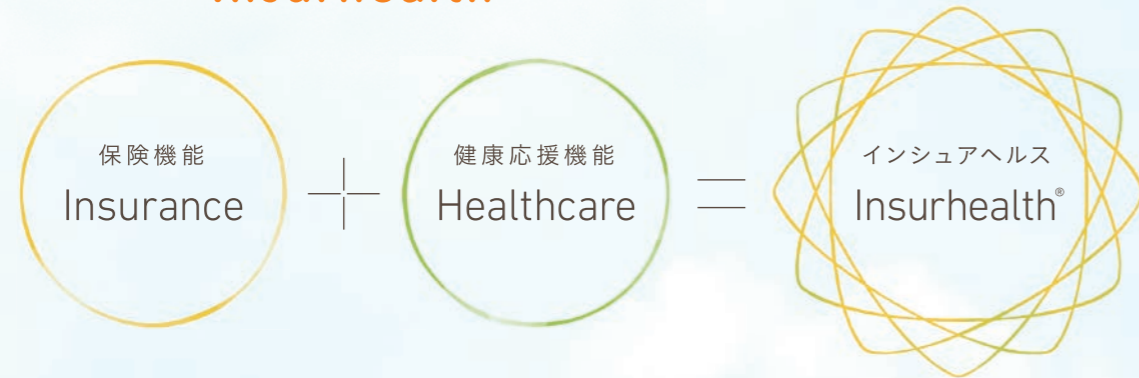 保険機能
Insurance
+
健康応援機能
Healthcare
=
インシュアヘルス
Insurhealth®